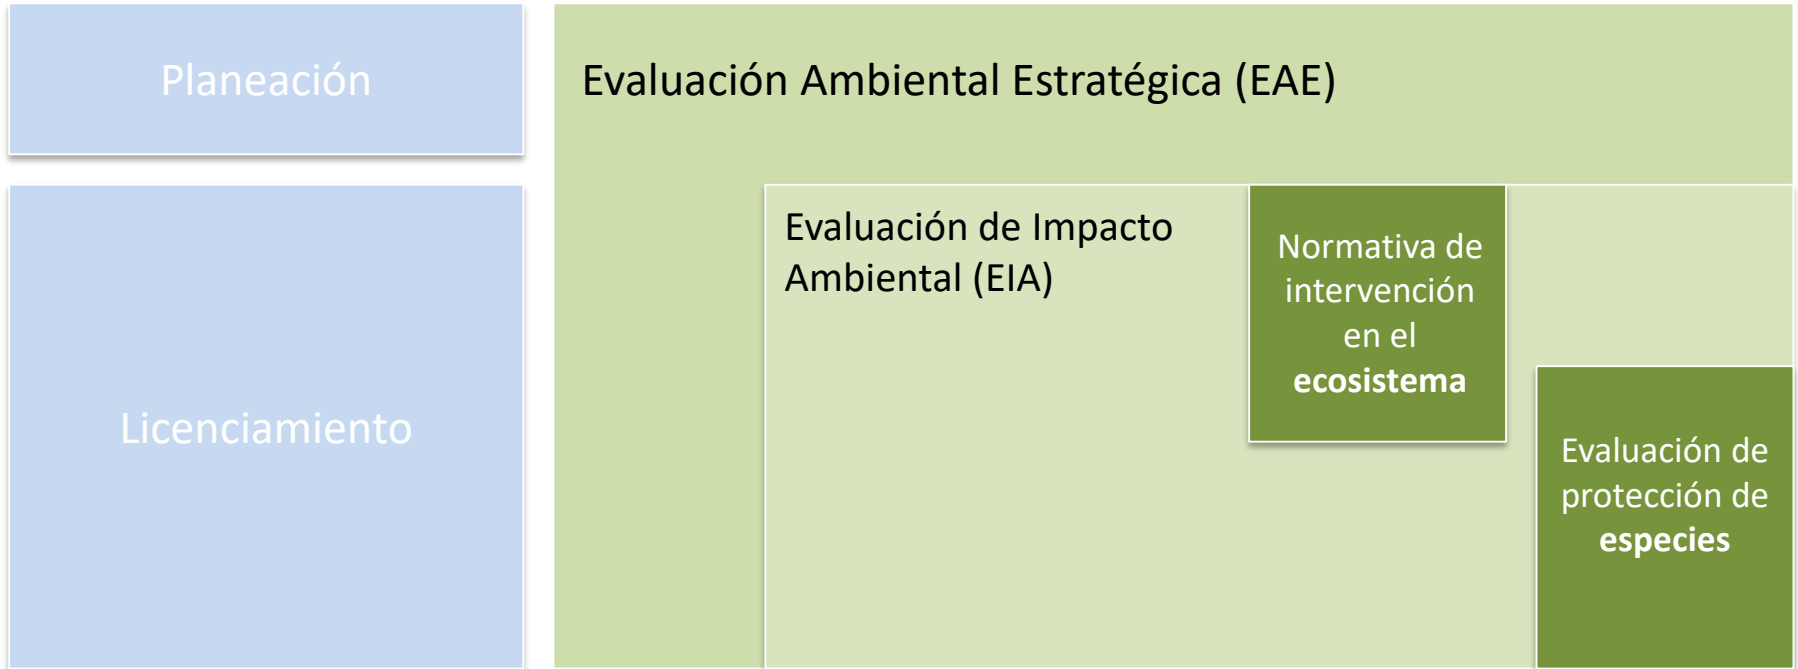 Planeación
Evaluación Ambiental Estratégica (EAE)
Licenciamiento
Evaluación de Impacto
Ambiental (EIA)
Normativa de
intervención
en el
ecosistema
Evaluación de
protección de
especies